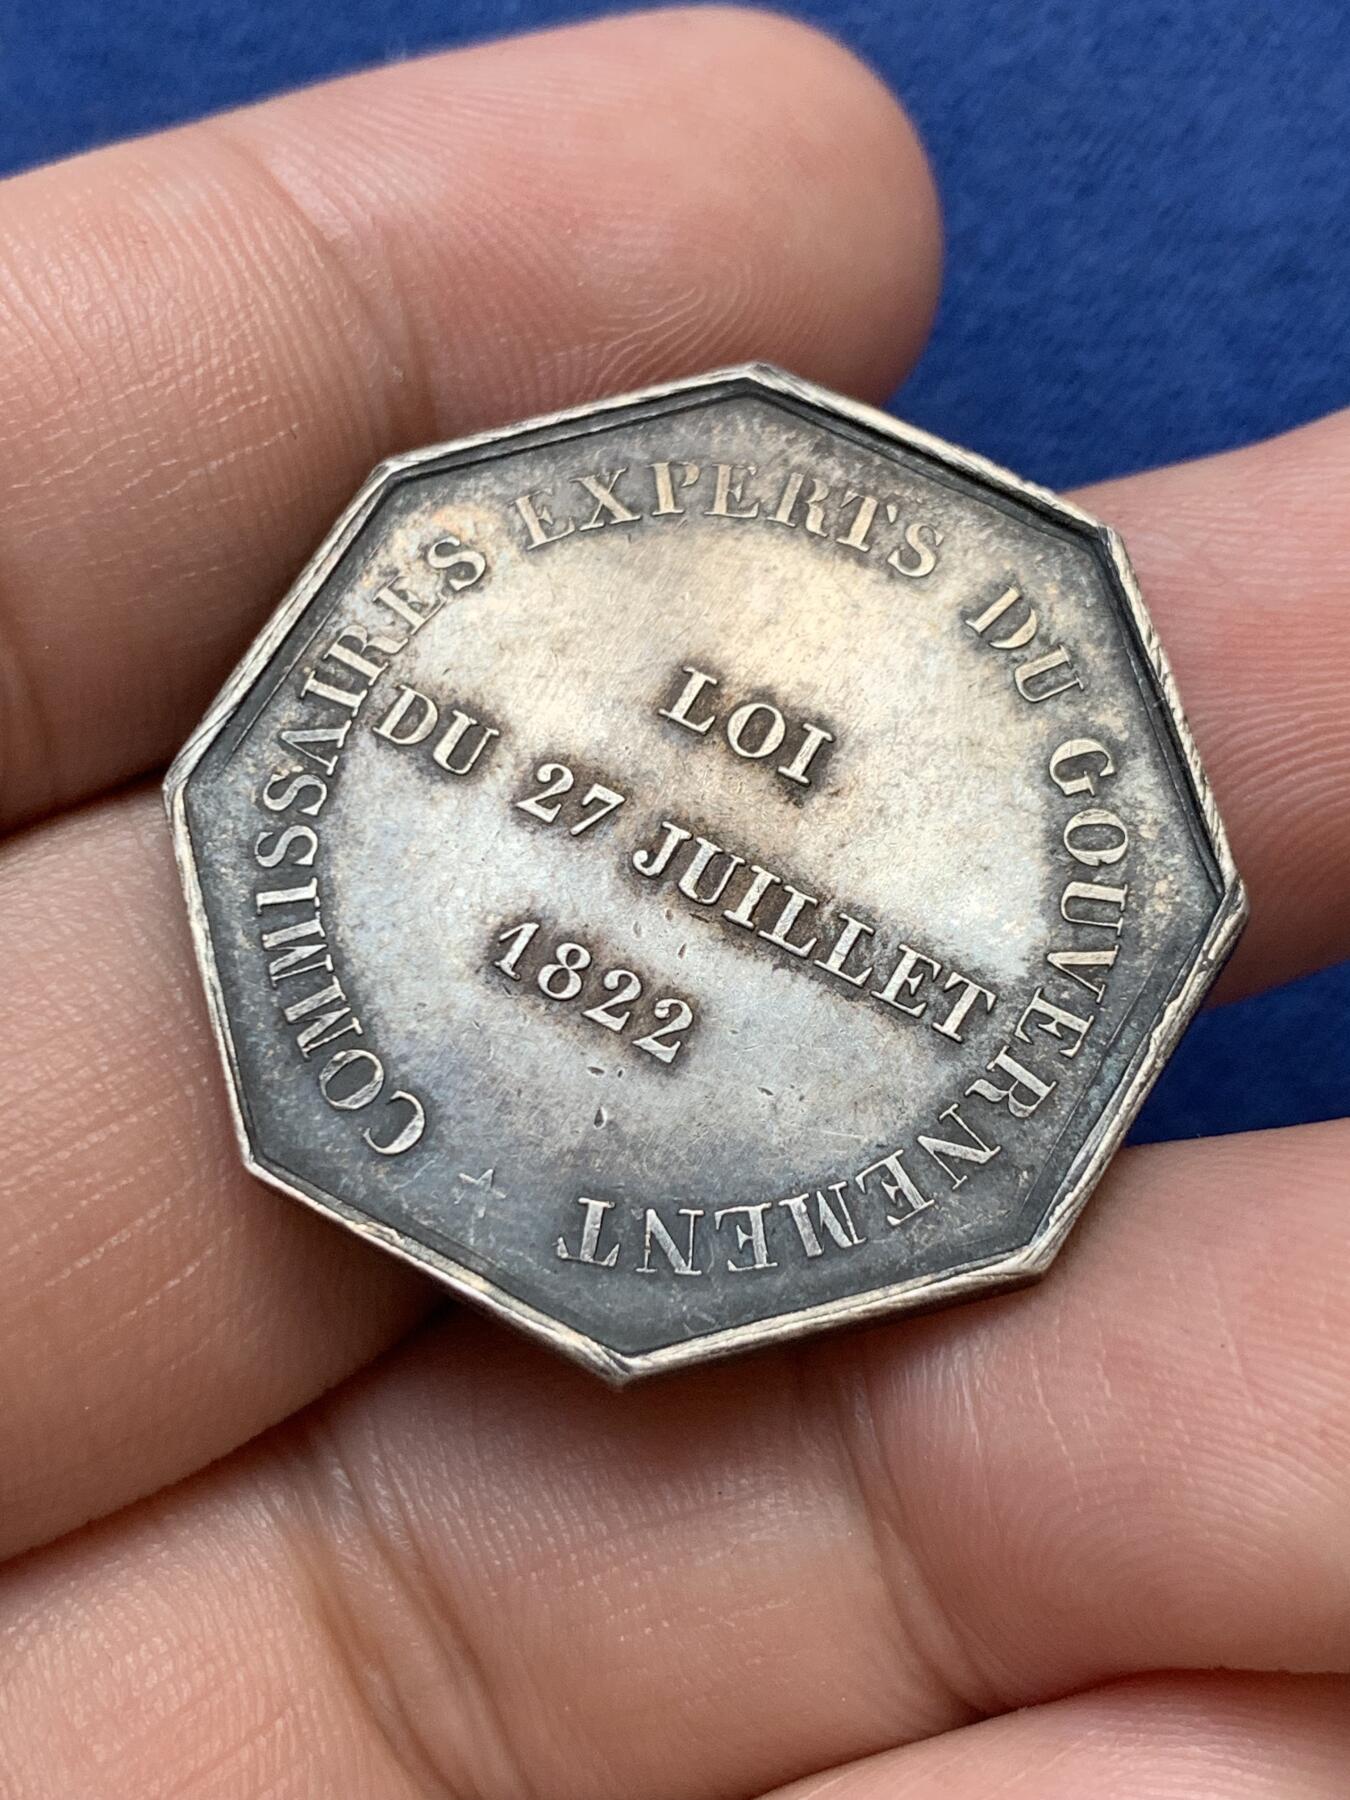 COMMISSAIRES EXPERTS DU GOUVERNEMENT
LOI
DU 27 JUILLET
1822